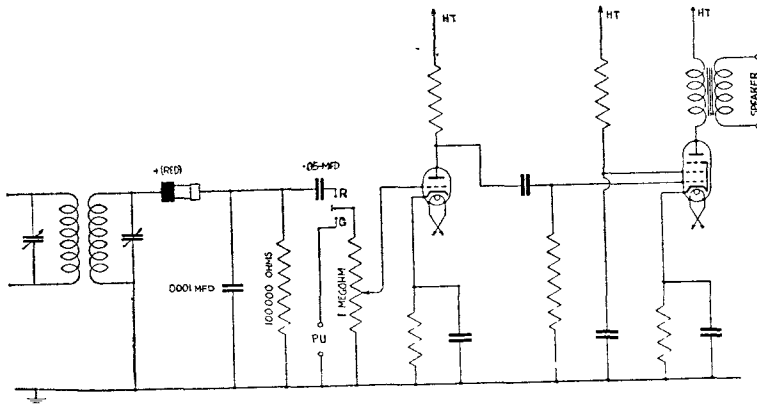 HT
HT
HT
SPEAKER
+(RED)
.05-MFD
R
G
.0001 MFD
100.000 OHMS
1 MEGOHM
PU